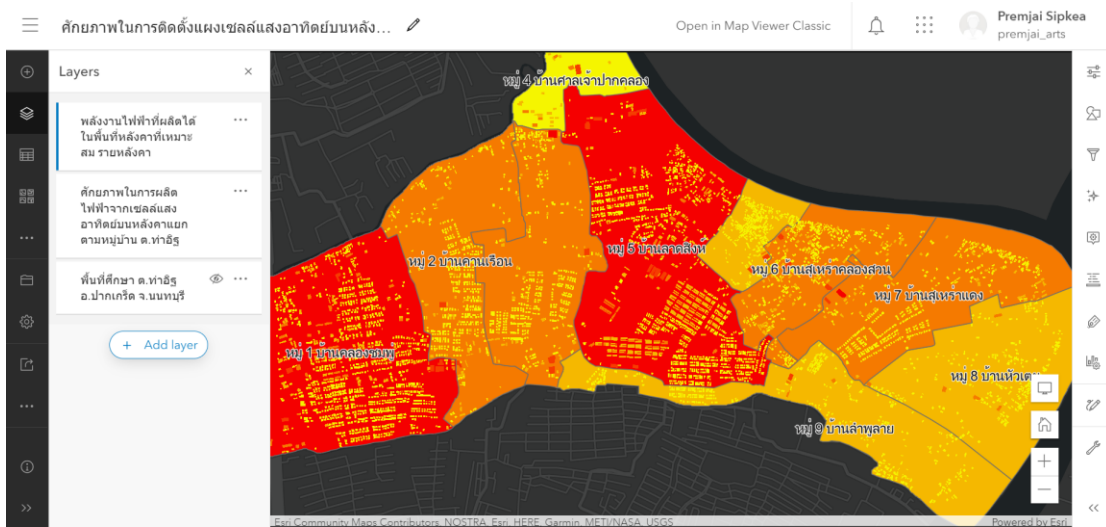 ศักยภาพในการติดตั้งแผงเซลล์แสงอาทิตย์บนหลัง...
Open in Map Viewer Classic
Premjai Sipkea
premjai_arts
Layers
พลังงานไฟฟ้าที่ผลิตได้
ในพื้นที่หลังคาที่เหมาะ
สม รายหลังคา
ศักยภาพในการผลิต
ไฟฟ้าจากเซลล์แสง
อาทิตย์บนหลังคาแยก
ตามหมู่บ้าน ต.ท่าอิฐ
พื้นที่ศึกษา ต.ท่าอิฐ
อ.ปากเกร็ด จ.นนทบุรี
+ Add layer
หมู่ 4 บ้านศาลเจ้าปากคลอง
หมู่ 5 บ้านลาดสิงห์
หมู่ 2 บ้านคานเรือน
หมู่ 6 บ้านสุเหร่าคลองสวน
หมู่ 7 บ้านสุเหร่าแดง
หมู่ 1 บ้านคลองชมพู
หมู่ 8 บ้านหัวเตย
หมู่ 9 บ้านลำพูลาย
Esri Community Maps Contributors, NOSTRA, Esri, HERE, Garmin, METI/NASA, USGS
Powered by Esri